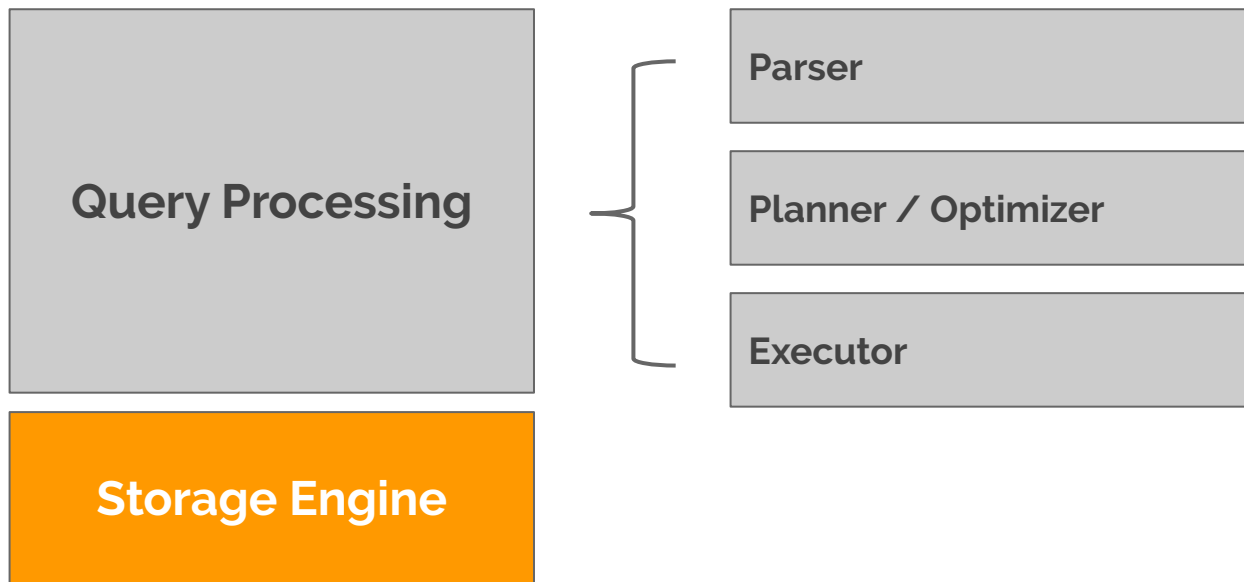 Query Processing
Storage Engine
Parser
Planner / Optimizer
Executor